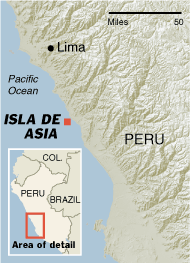 Miles 50
Lima
Pacific
Ocean
ISLA DE
ASIA
PERU
COL.
PERU
BRAZIL
Area of detail